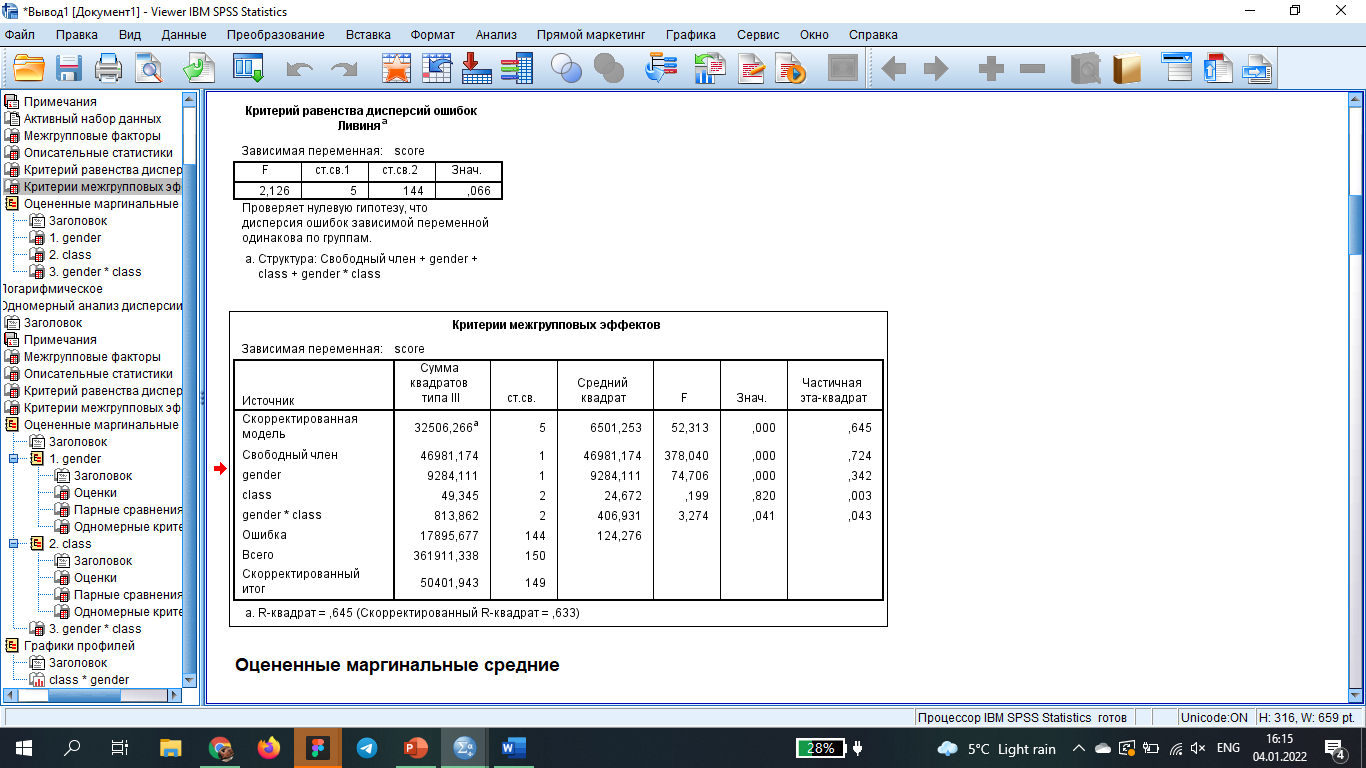 *Вывод1 [Документ1] - Viewer IBM SPSS Statistics
Файл Правка Вид Данные Преобразование Вставка Формат Анализ Прямой маркетинг Графика Сервис Окно Справка
Примечания
Активный набор данных
Межгрупповые факторы
Описательные статистики
Критерий равенства диспер
Критерии межгрупповых эф
Оцененные маргинальные
Заголовок
1. gender
2. class
3. gender * class
Логарифмическое
Одномерный анализ дисперсии
Заголовок
Примечания
Межгрупповые факторы
Описательные статистики
Критерий равенства диспер
Критерии межгрупповых эф
Оцененные маргинальные
Заголовок
1. gender
Заголовок
Оценки
Парные сравнения
Одномерные крите
2. class
Заголовок
Оценки
Парные сравнения
Одномерные крите
3. gender * class
Графики профилей
Заголовок
class * gender
Критерий равенства дисперсий ошибок
Ливиня a
Зависимая переменная: score
F ст.св.1 ст.св.2 Знач.
2,126 5 144 ,066
Проверяет нулевую гипотезу, что
дисперсия ошибок зависимой переменной
одинакова по группам.
a. Структура: Свободный член + gender +
class + gender * class
Критерии межгрупповых эффектов
Зависимая переменная: score
Источник Сумма квадратов типа III ст.св. Средний квадрат F Знач. Частичная эта-квадрат
Скорректированная модель 32506,266a 5 6501,253 52,313 ,000 ,645
Свободный член 46981,174 1 46981,174 378,040 ,000 ,724
gender 9284,111 1 9284,111 74,706 ,000 ,342
class 49,345 2 24,672 ,199 ,820 ,003
gender * class 813,862 2 406,931 3,274 ,041 ,043
Ошибка 17895,677 144 124,276
Всего 361911,338 150
Скорректированный итог 50401,943 149
a. R-квадрат = ,645 (Скорректированный R-квадрат = ,633)
Оцененные маргинальные средние
Процессор IBM SPSS Statistics готов Unicode:ON H: 316, W: 659 pt.
28% 5°C Light rain ENG 16:15
04.01.2022 4